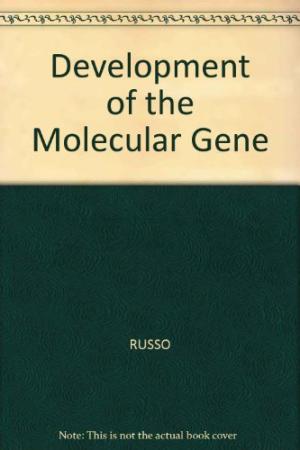 Development
of the
Molecular Gene
RUSSO
Note: This is not the actual book cover